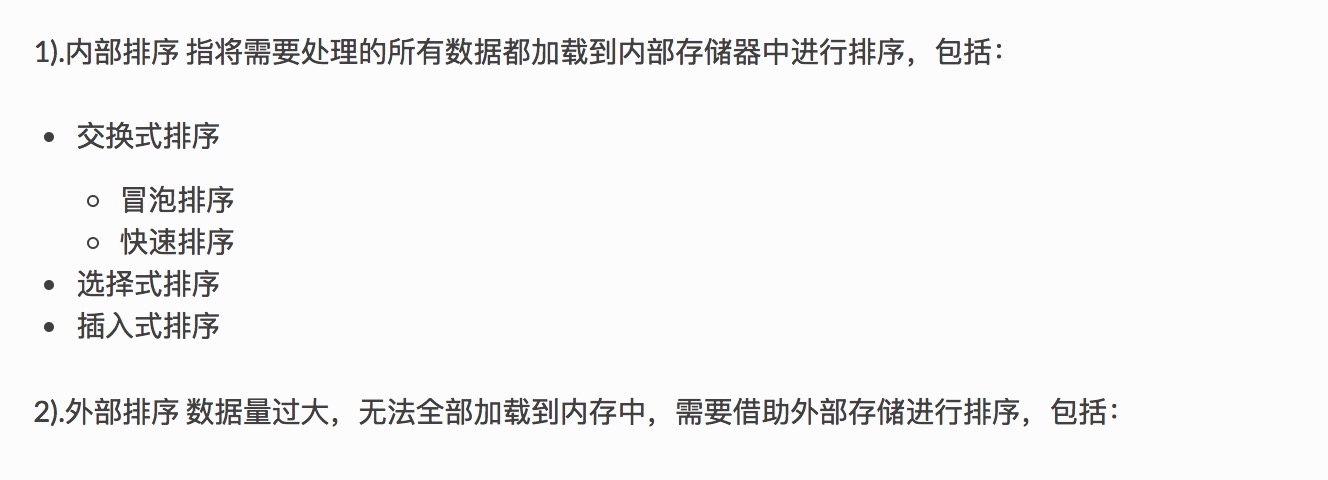 1).内部排序 指将需要处理的所有数据都加载到内部存储器中进行排序，包括：
交换式排序
冒泡排序
快速排序
选择式排序
插入式排序
2).外部排序 数据量过大，无法全部加载到内存中，需要借助外部存储进行排序，包括：